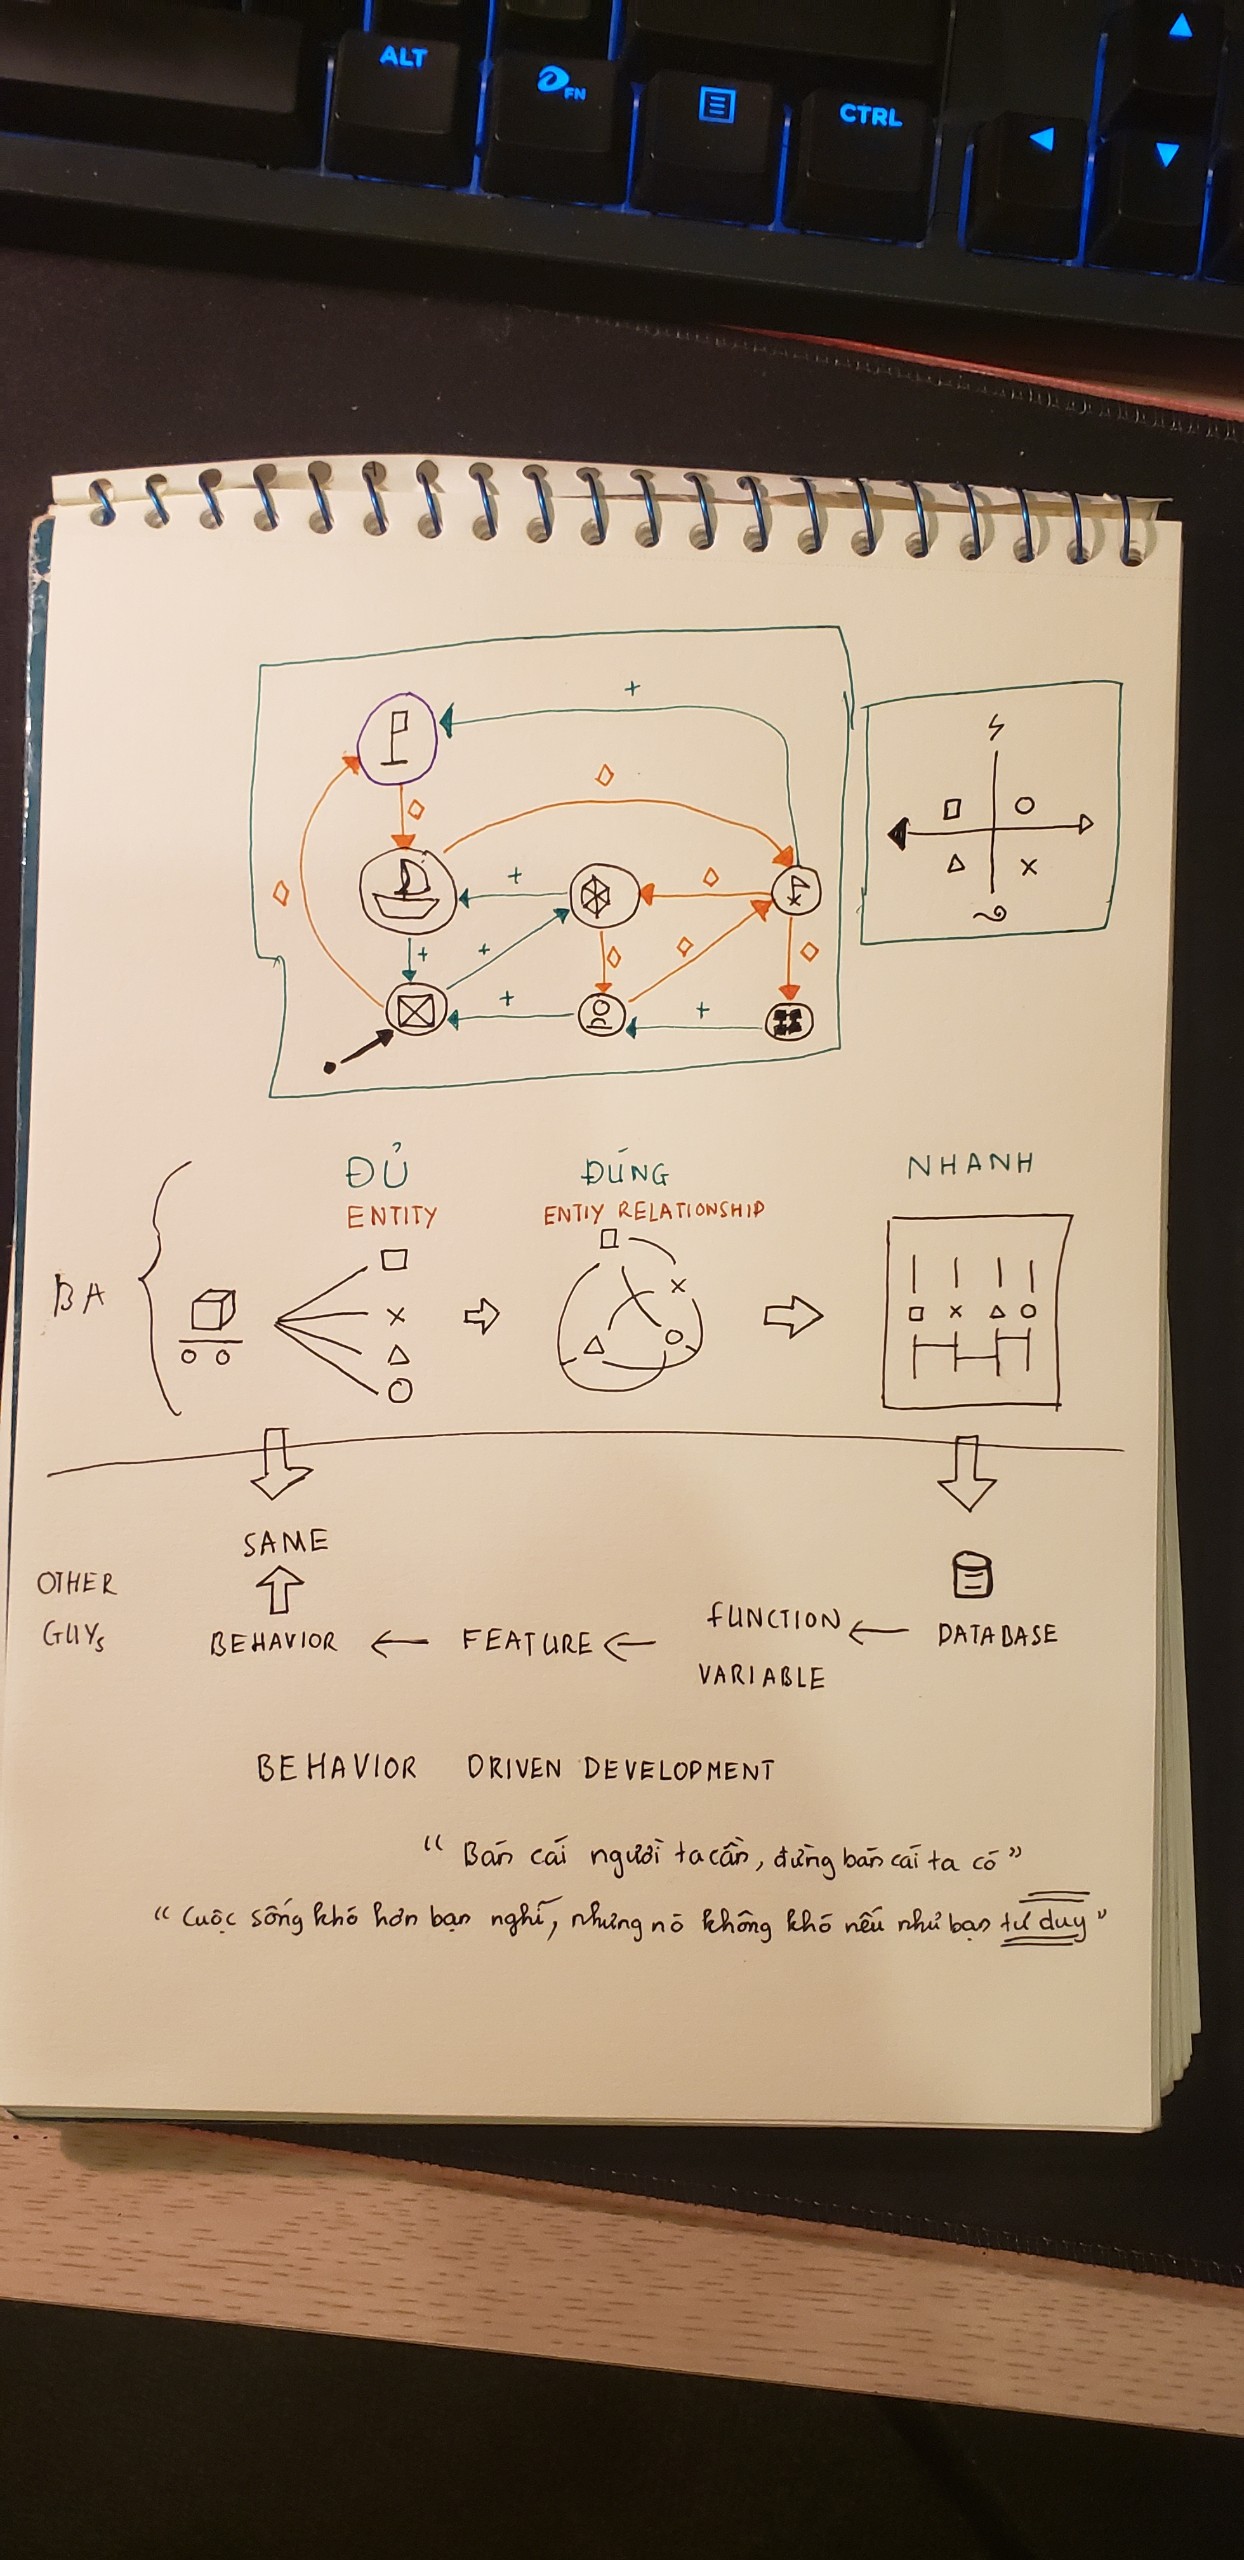 ALT
FN
CTRL
ĐỦ
ENTITY
ĐÚNG
ENTIY RELATIONSHIP
NHANH
BA
SAME
OTHER
GUYS
BEHAVIOR
FEATURE
FUNCTION
VARIABLE
DATABASE
BEHAVIOR DRIVEN DEVELOPMENT
“Bán cái người ta cần, đừng bán cái ta có”
“Cuộc sống khó hơn bạn nghĩ, nhưng nó không khó nếu như bạn tư duy”